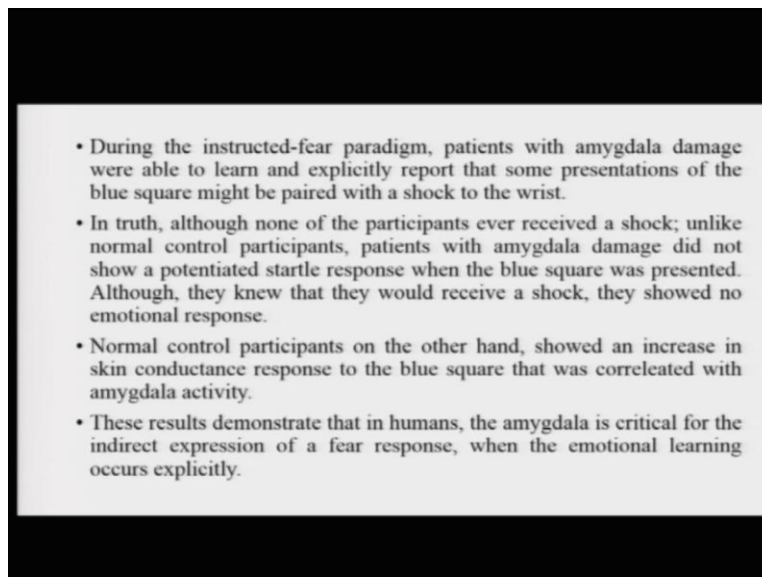 • During the instructed-fear paradigm, patients with amygdala damage
were able to learn and explicitly report that some presentations of the
blue square might be paired with a shock to the wrist.
• In truth, although none of the participants ever received a shock; unlike
normal control participants, patients with amygdala damage did not
show a potentiated startle response when the blue square was presented.
Although, they knew that they would receive a shock, they showed no
emotional response.
• Normal control participants on the other hand, showed an increase in
skin conductance response to the blue square that was correleated with
amygdala activity.
• These results demonstrate that in humans, the amygdala is critical for the
indirect expression of a fear response, when the emotional learning
occurs explicitly.